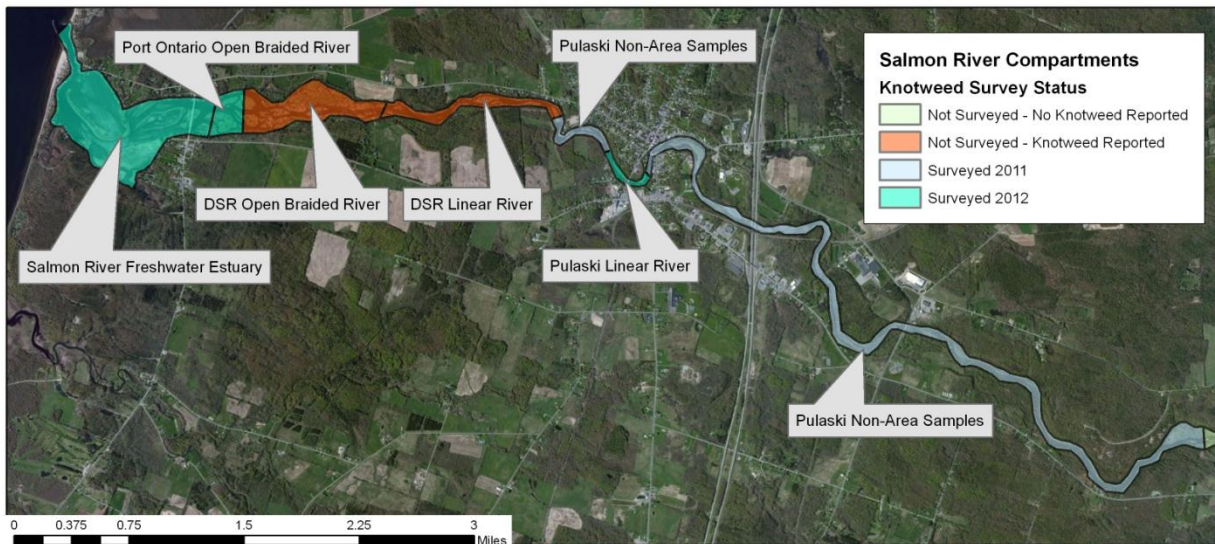 Port Ontario Open Braided River
Pulaski Non-Area Samples
Salmon River Compartments
Knotweed Survey Status
Not Surveyed - No Knotweed Reported
Not Surveyed - Knotweed Reported
Surveyed 2011
Surveyed 2012
DSR Open Braided River
DSR Linear River
Salmon River Freshwater Estuary
Pulaski Linear River
Pulaski Non-Area Samples
0 0.375 0.75 1.5 2.25 3
Miles